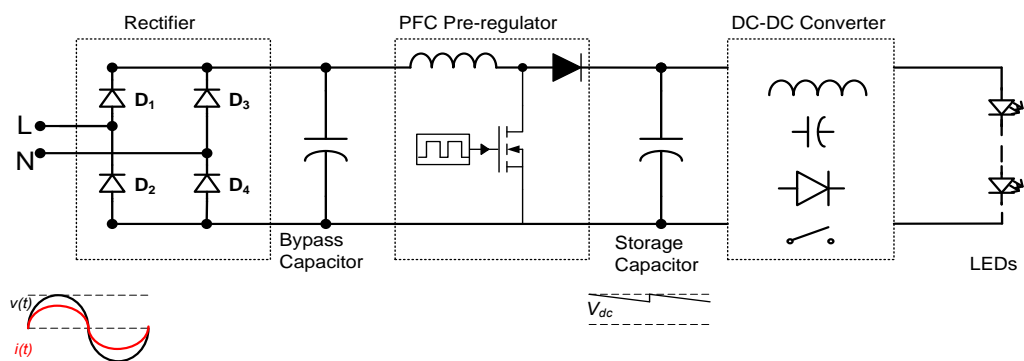 Rectifier
PFC Pre-regulator
DC-DC Converter
D₁
D₃
L
N
D₂
D₄
Bypass
Capacitor
Storage
Capacitor
LEDs
v(t)
i(t)
Vdc